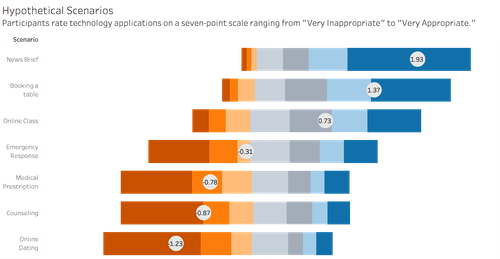 Hypothetical Scenarios
Participants rate technology applications on a seven-point scale ranging from "Very Inappropriate" to "Very Appropriate."
Scenario
News Brief
1.93
Booking a
table
1.37
Online Class
0.73
Emergency
Response
-0.31
Medical
Prescription
-0.78
Counseling
-0.87
Online
Dating
-1.23